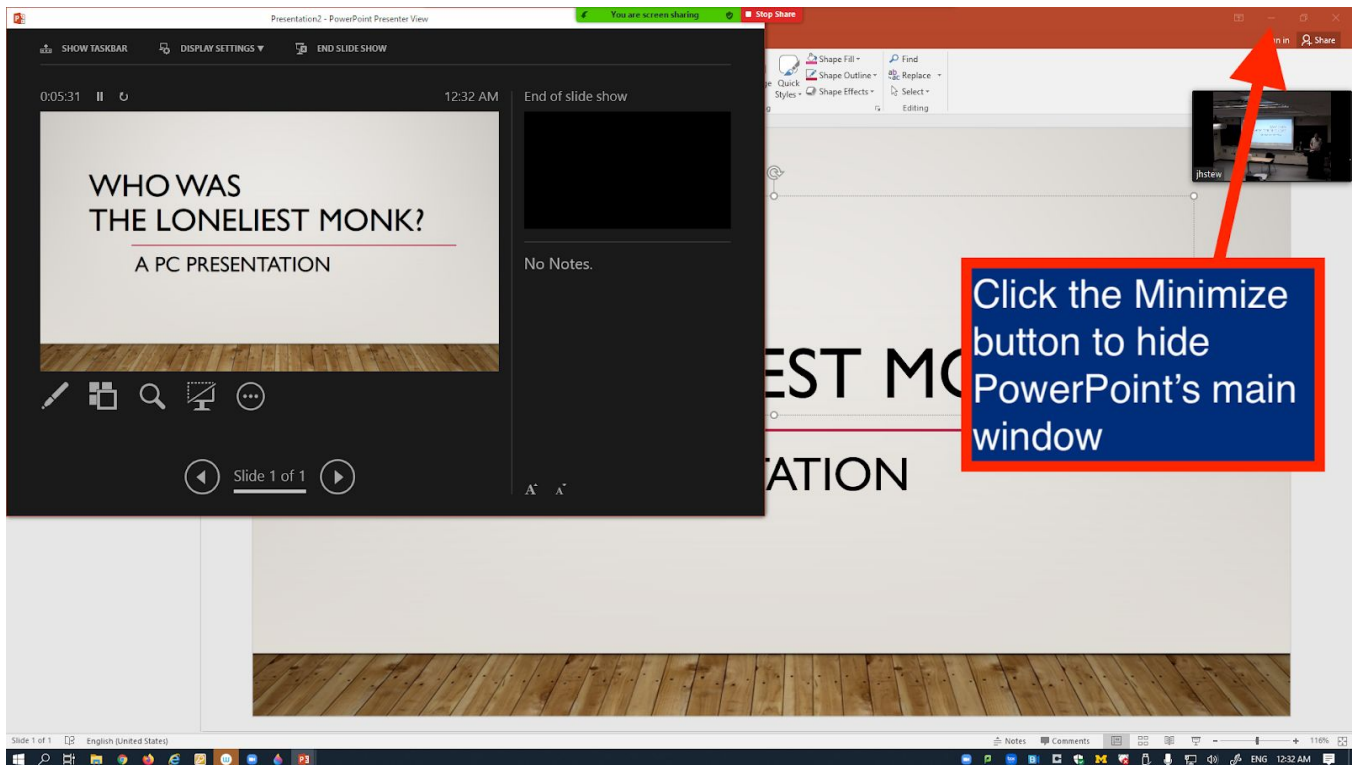 Presentation2 - PowerPoint Presenter View
You are screen sharing
Stop Share
SHOW TASKBAR
DISPLAY SETTINGS ▼
END SLIDE SHOW
0:05:31
12:32 AM
WHO WAS
THE LONELIEST MONK?
A PC PRESENTATION
Slide 1 of 1
End of slide show
No Notes.
A A
in
Share
Quick
Styles
Shape Fill
Shape Outline
Shape Effects
Find
Replace
Select
Editing
jhstew
Click the Minimize
button to hide
PowerPoint's main
window
EST MO
TATION
Slide 1 of 1
English (United States)
Notes
Comments
116%
ENG
12:32 AM